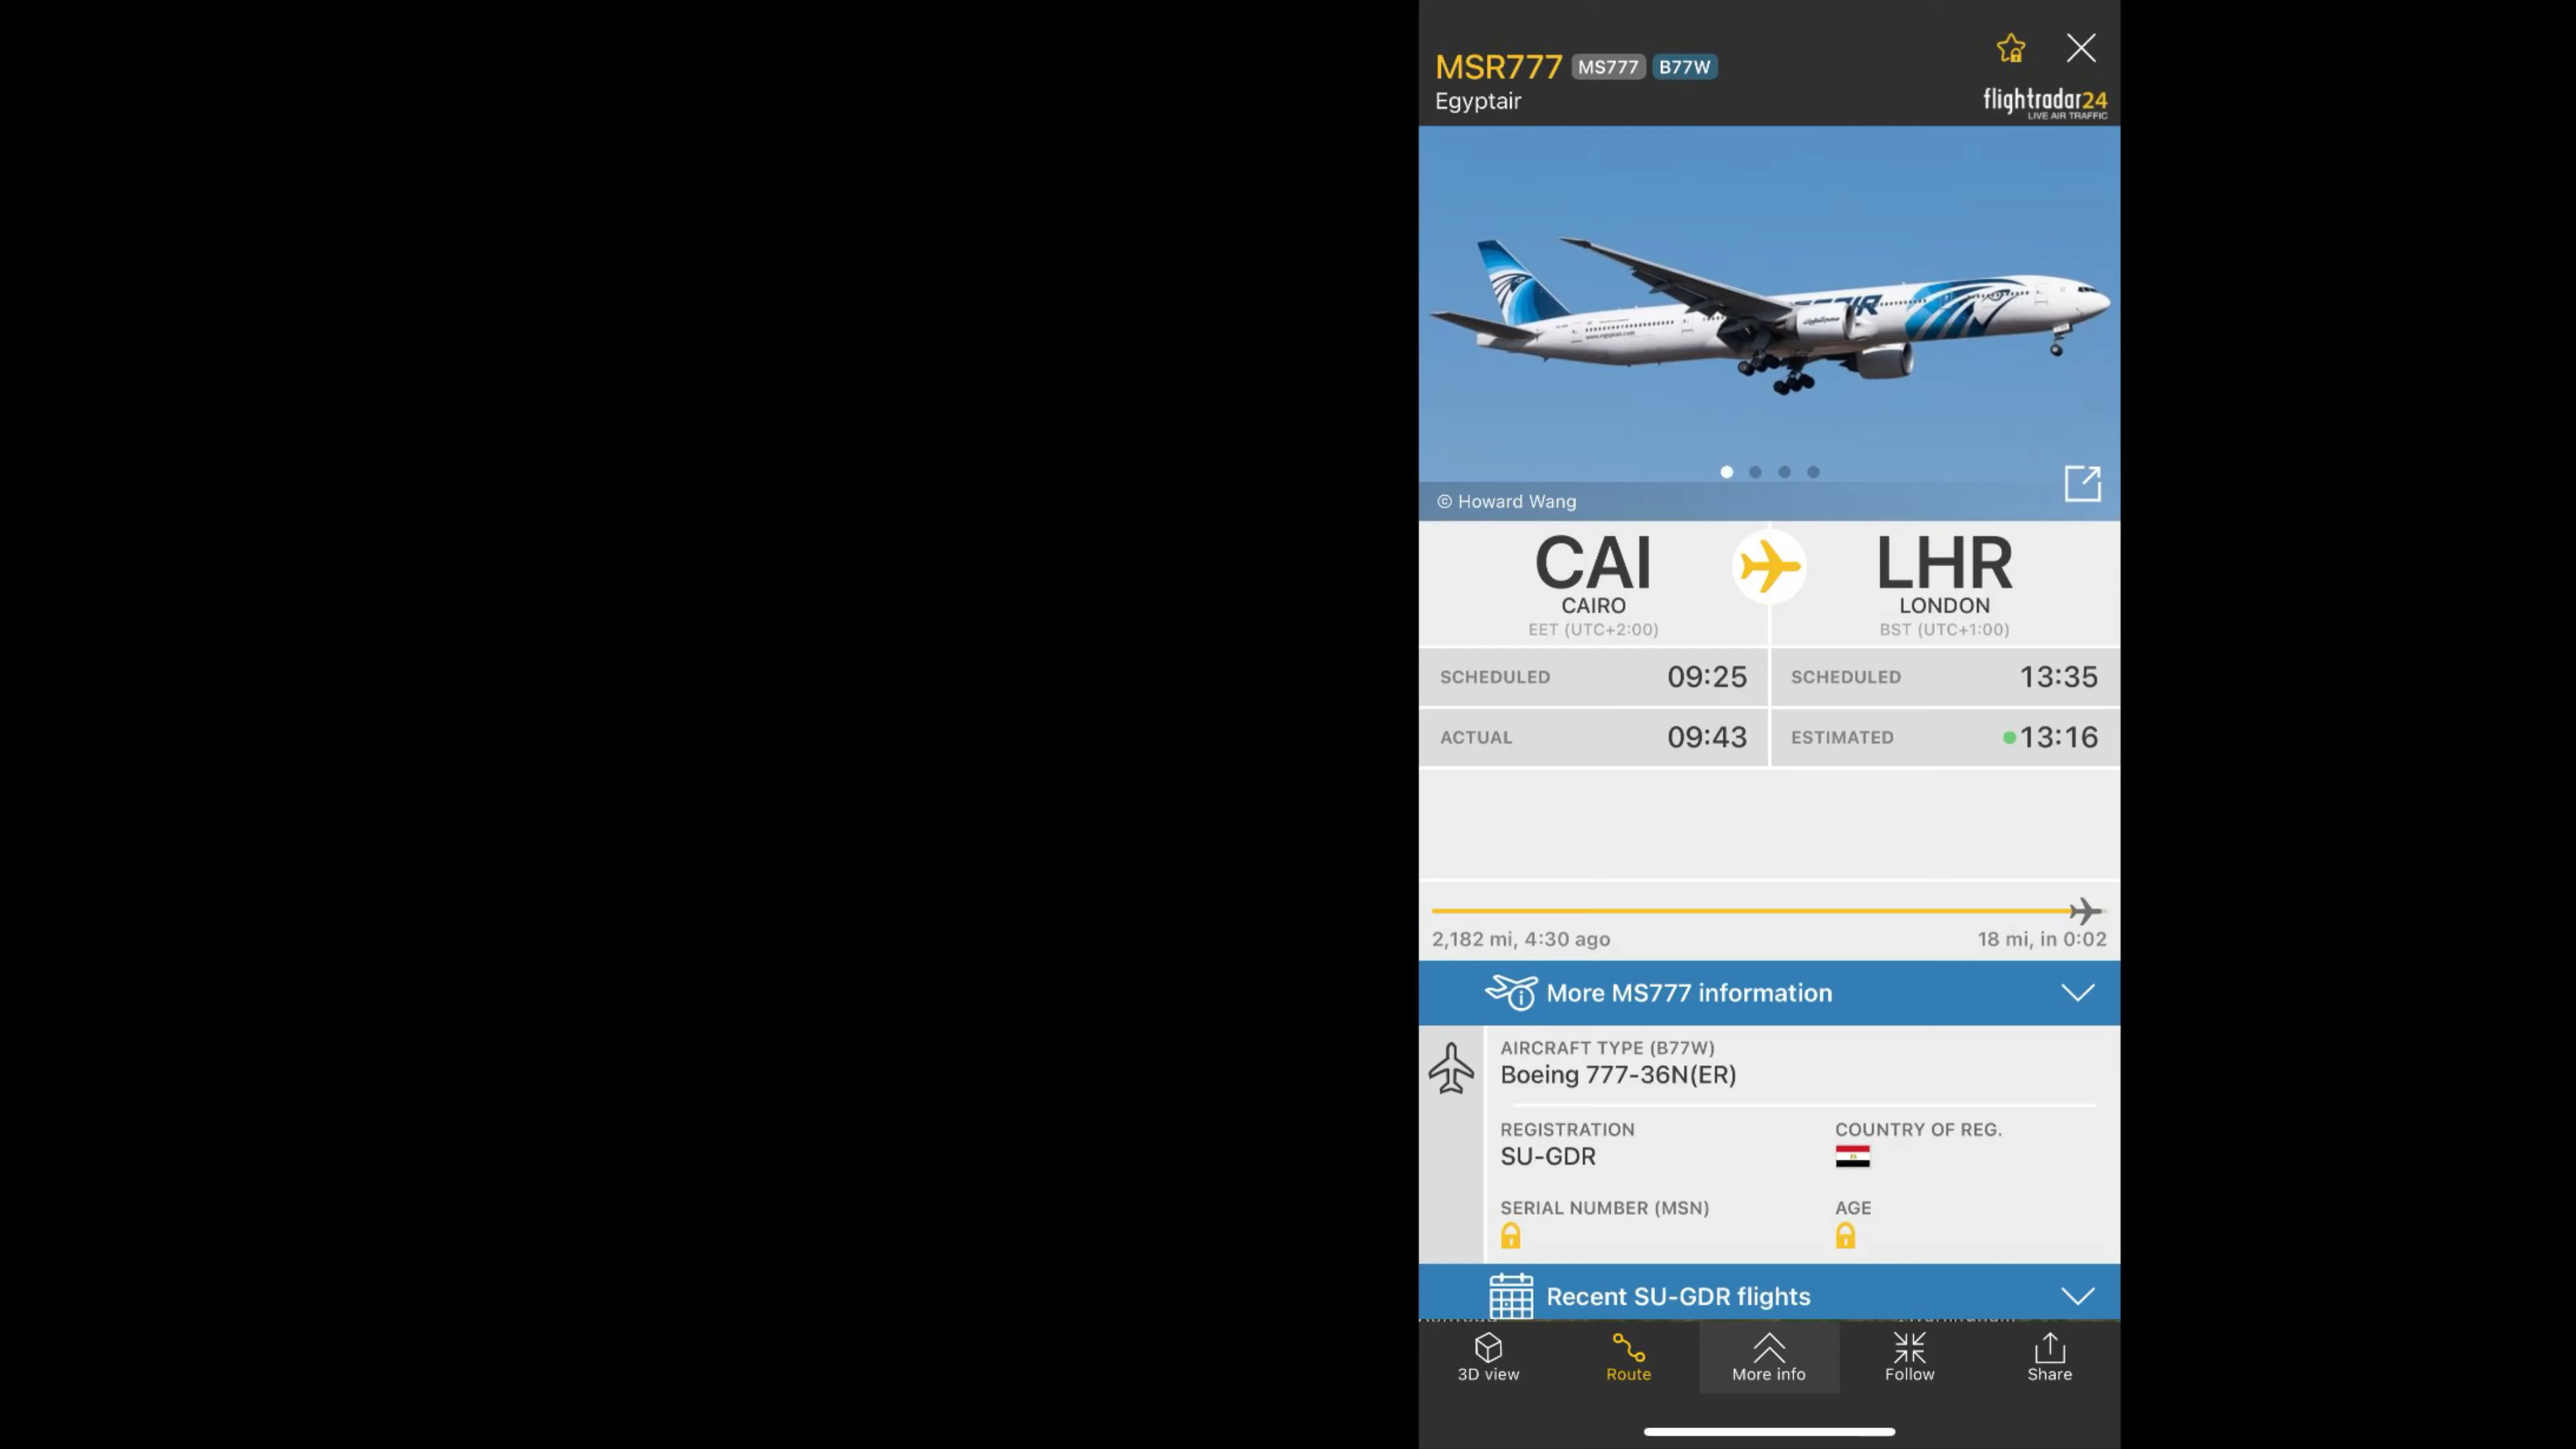 MSR777 MS777 B77W
Egyptair
flightradar24
LIVE AIR TRAFFIC
www.egyptair.com
© Howard Wang
CAI LHR
CAIRO LONDON
EET (UTC+2:00) BST (UTC+1:00)
SCHEDULED 09:25 SCHEDULED 13:35
ACTUAL 09:43 ESTIMATED 13:16
2,182 mi, 4:30 ago 18 mi, in 0:02
More MS777 information
AIRCRAFT TYPE (B77W)
Boeing 777-36N(ER)
REGISTRATION COUNTRY OF REG.
SU-GDR
SERIAL NUMBER (MSN) AGE
Recent SU-GDR flights
3D view Route More info Follow Share